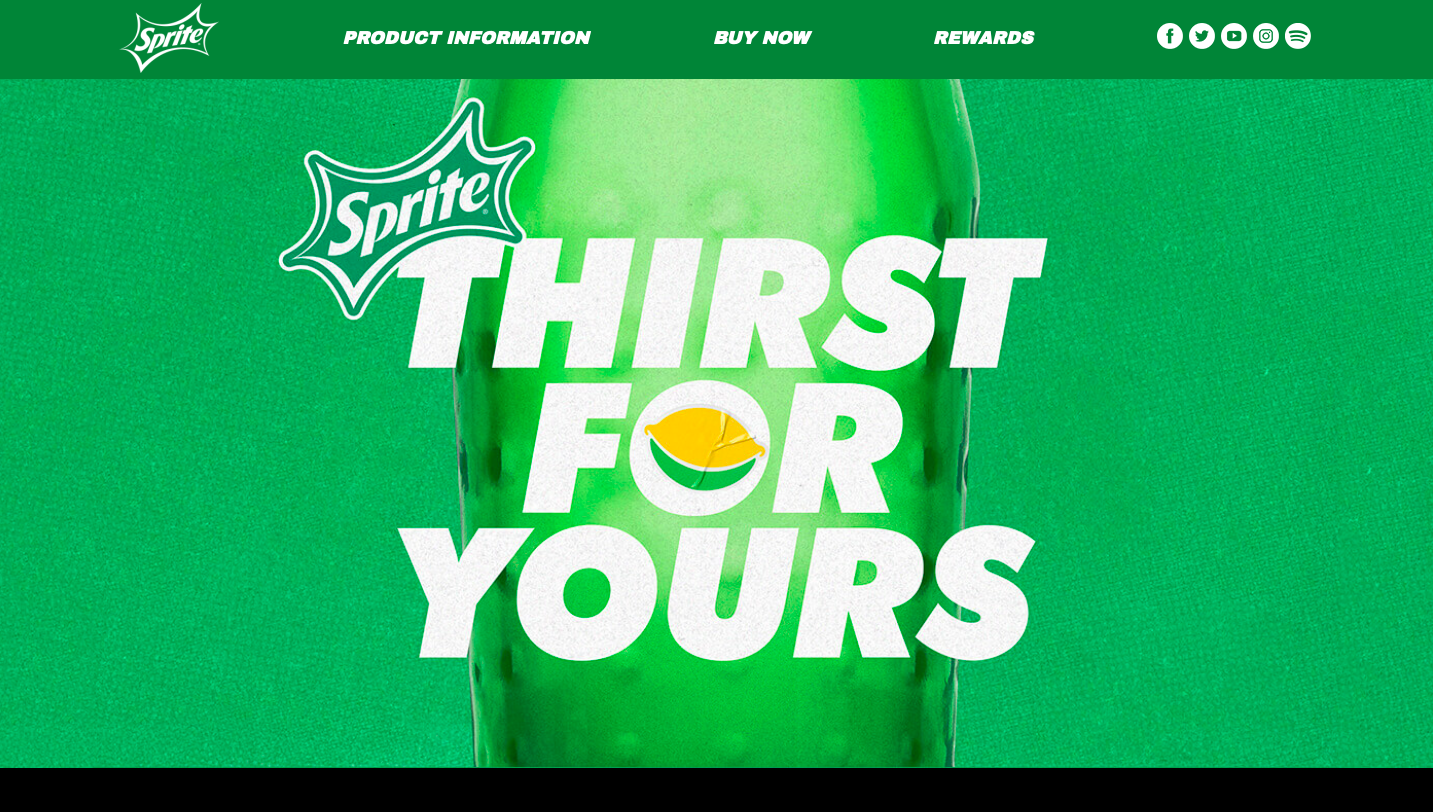 Sprite
PRODUCT INFORMATION
BUY NOW
REWARDS
Sprite®
THIRST
FOR
YOURS